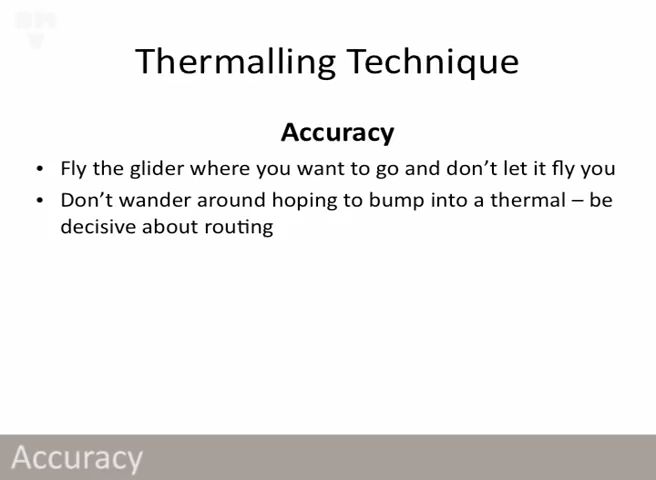 Thermalling Technique
Accuracy
• Fly the glider where you want to go and don't let it fly you
• Don't wander around hoping to bump into a thermal – be
decisive about routing
Accuracy